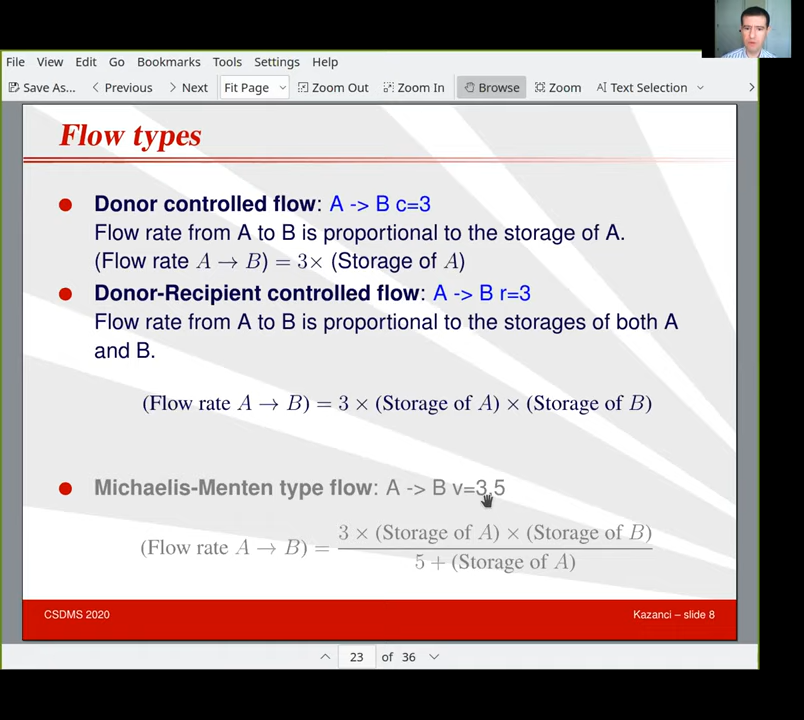 File View Edit Go Bookmarks Tools Settings Help
Save As... Previous Next Fit Page Zoom Out Zoom In Browse Zoom Text Selection
Flow types
Donor controlled flow: A -> B c=3
Flow rate from A to B is proportional to the storage of A.
(Flow rate A → B) = 3× (Storage of A)
Donor-Recipient controlled flow: A -> B r=3
Flow rate from A to B is proportional to the storages of both A
and B.
(Flow rate A → B) = 3 × (Storage of A) × (Storage of B)
Michaelis-Menten type flow: A -> B v=3,5
3 × (Storage of A) × (Storage of B)
(Flow rate A → B) =
5 + (Storage of A)
CSDMS 2020 Kazanci – slide 8
23 of 36